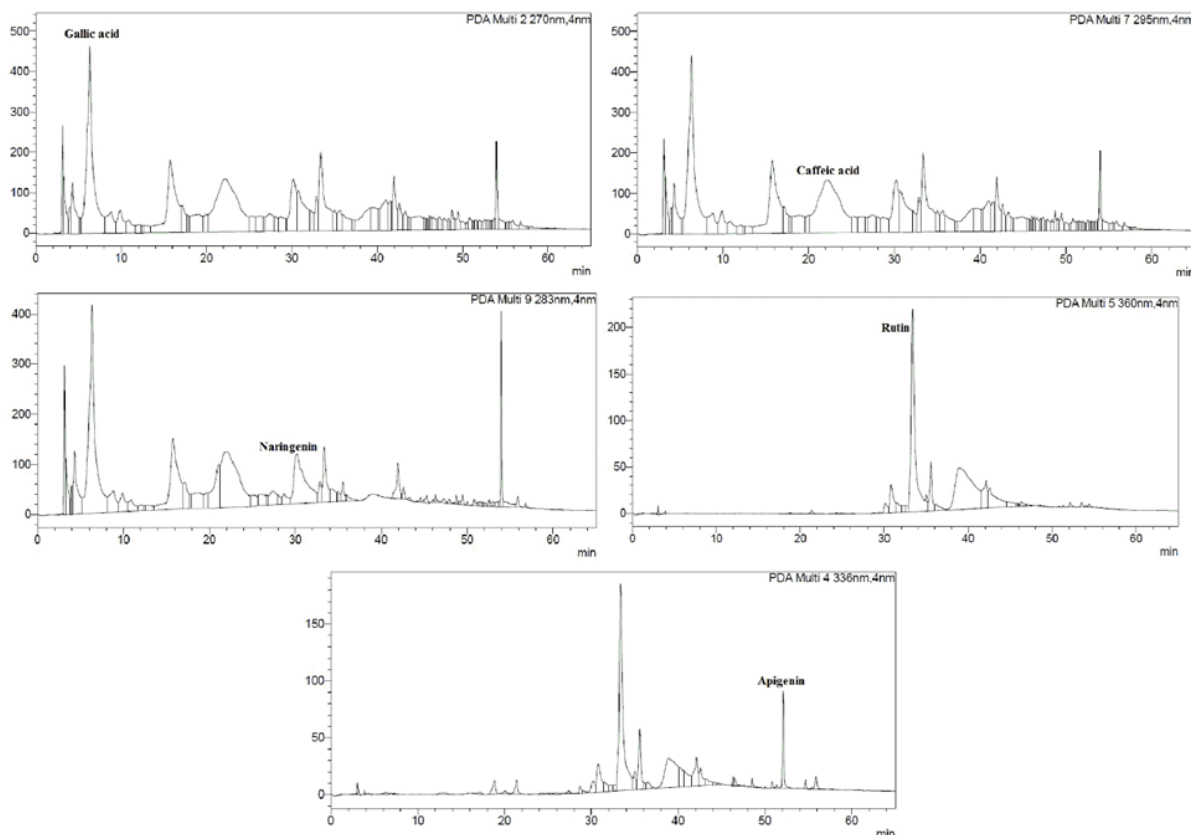 PDA Multi 2 270nm,4nm
Gallic acid
500
400
300
200
100
0
0 10 20 30 40 50 60
min
PDA Multi 7 295nm,4nm
500
400
300
200
100
0
Caffeic acid
0 10 20 30 40 50 60
min
PDA Multi 9 283nm,4nm
400
300
200
100
0
Naringenin
0 10 20 30 40 50 60
min
PDA Multi 5 360nm,4nm
200
150
100
50
0
Rutin
0 10 20 30 40 50 60
min
PDA Multi 4 336nm,4nm
150
100
50
0
Apigenin
0 10 20 30 40 50 60
min